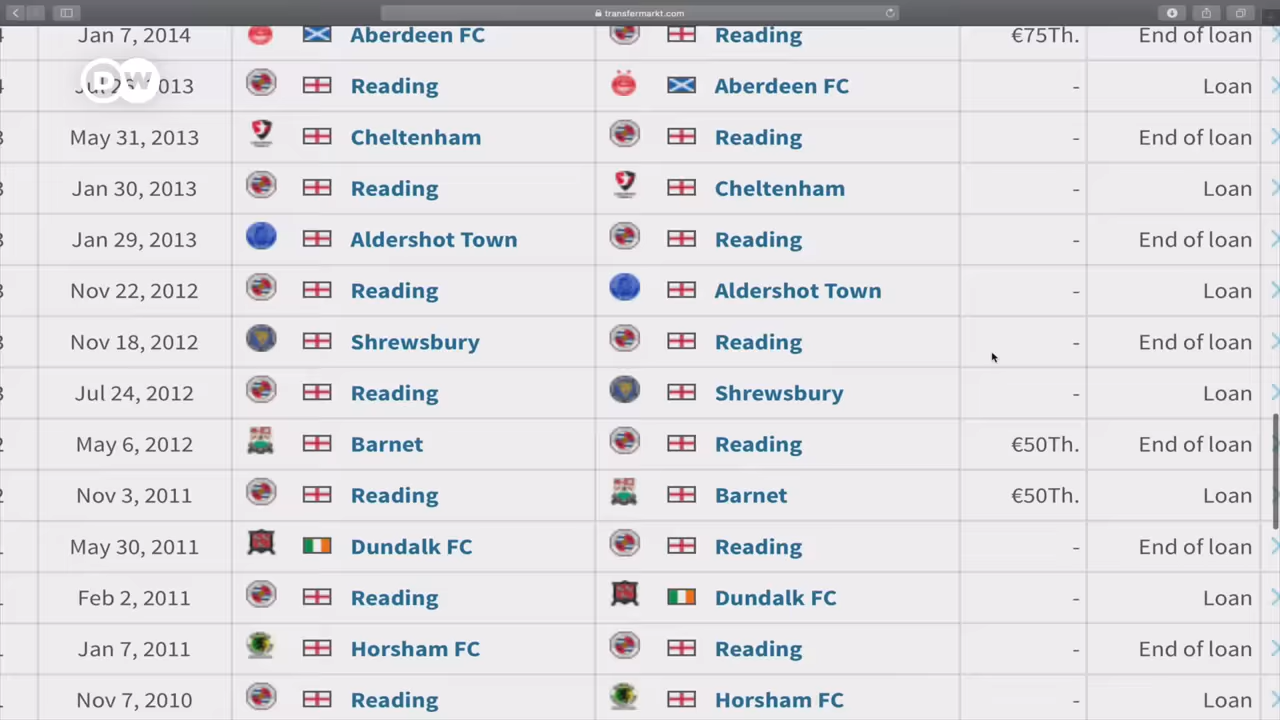 transfermarkt.com
Jan 7, 2014 Aberdeen FC Reading €75Th. End of loan
DW
Jul 26, 2013 Reading Aberdeen FC - Loan
May 31, 2013 Cheltenham Reading - End of loan
Jan 30, 2013 Reading Cheltenham - Loan
Jan 29, 2013 Aldershot Town Reading - End of loan
Nov 22, 2012 Reading Aldershot Town - Loan
Nov 18, 2012 Shrewsbury Reading - End of loan
Jul 24, 2012 Reading Shrewsbury - Loan
May 6, 2012 Barnet Reading €50Th. End of loan
Nov 3, 2011 Reading Barnet €50Th. Loan
May 30, 2011 Dundalk FC Reading - End of loan
Feb 2, 2011 Reading Dundalk FC - Loan
Jan 7, 2011 Horsham FC Reading - End of loan
Nov 7, 2010 Reading Horsham FC - Loan